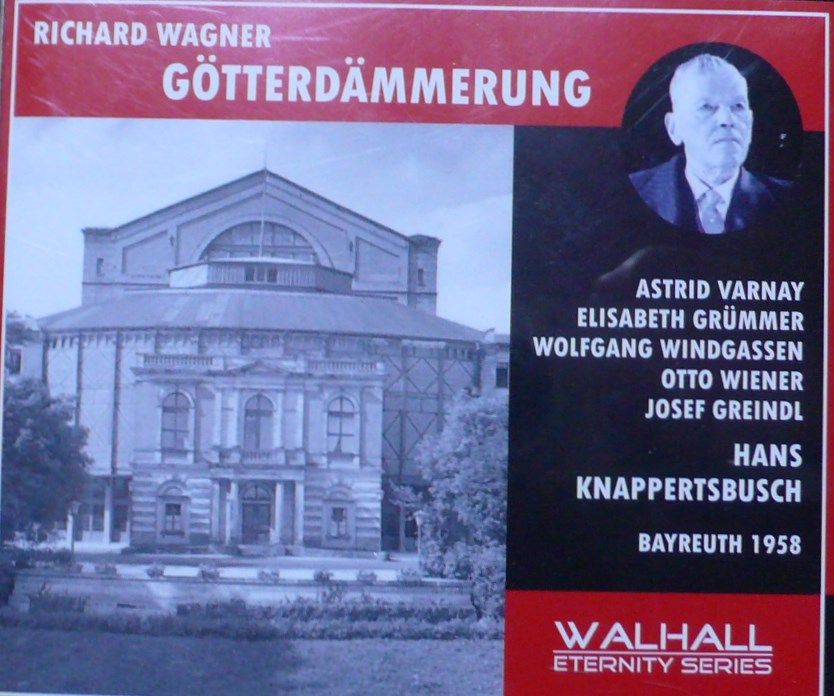 RICHARD WAGNER
GÖTTERDÄMMERUNG
ASTRID VARNAY
ELISABETH GRÜMMER
WOLFGANG WINDGASSEN
OTTO WIENER
JOSEF GREINDL
HANS
KNAPPERTSBUSCH
BAYREUTH 1958
WALHALL
ETERNITY SERIES